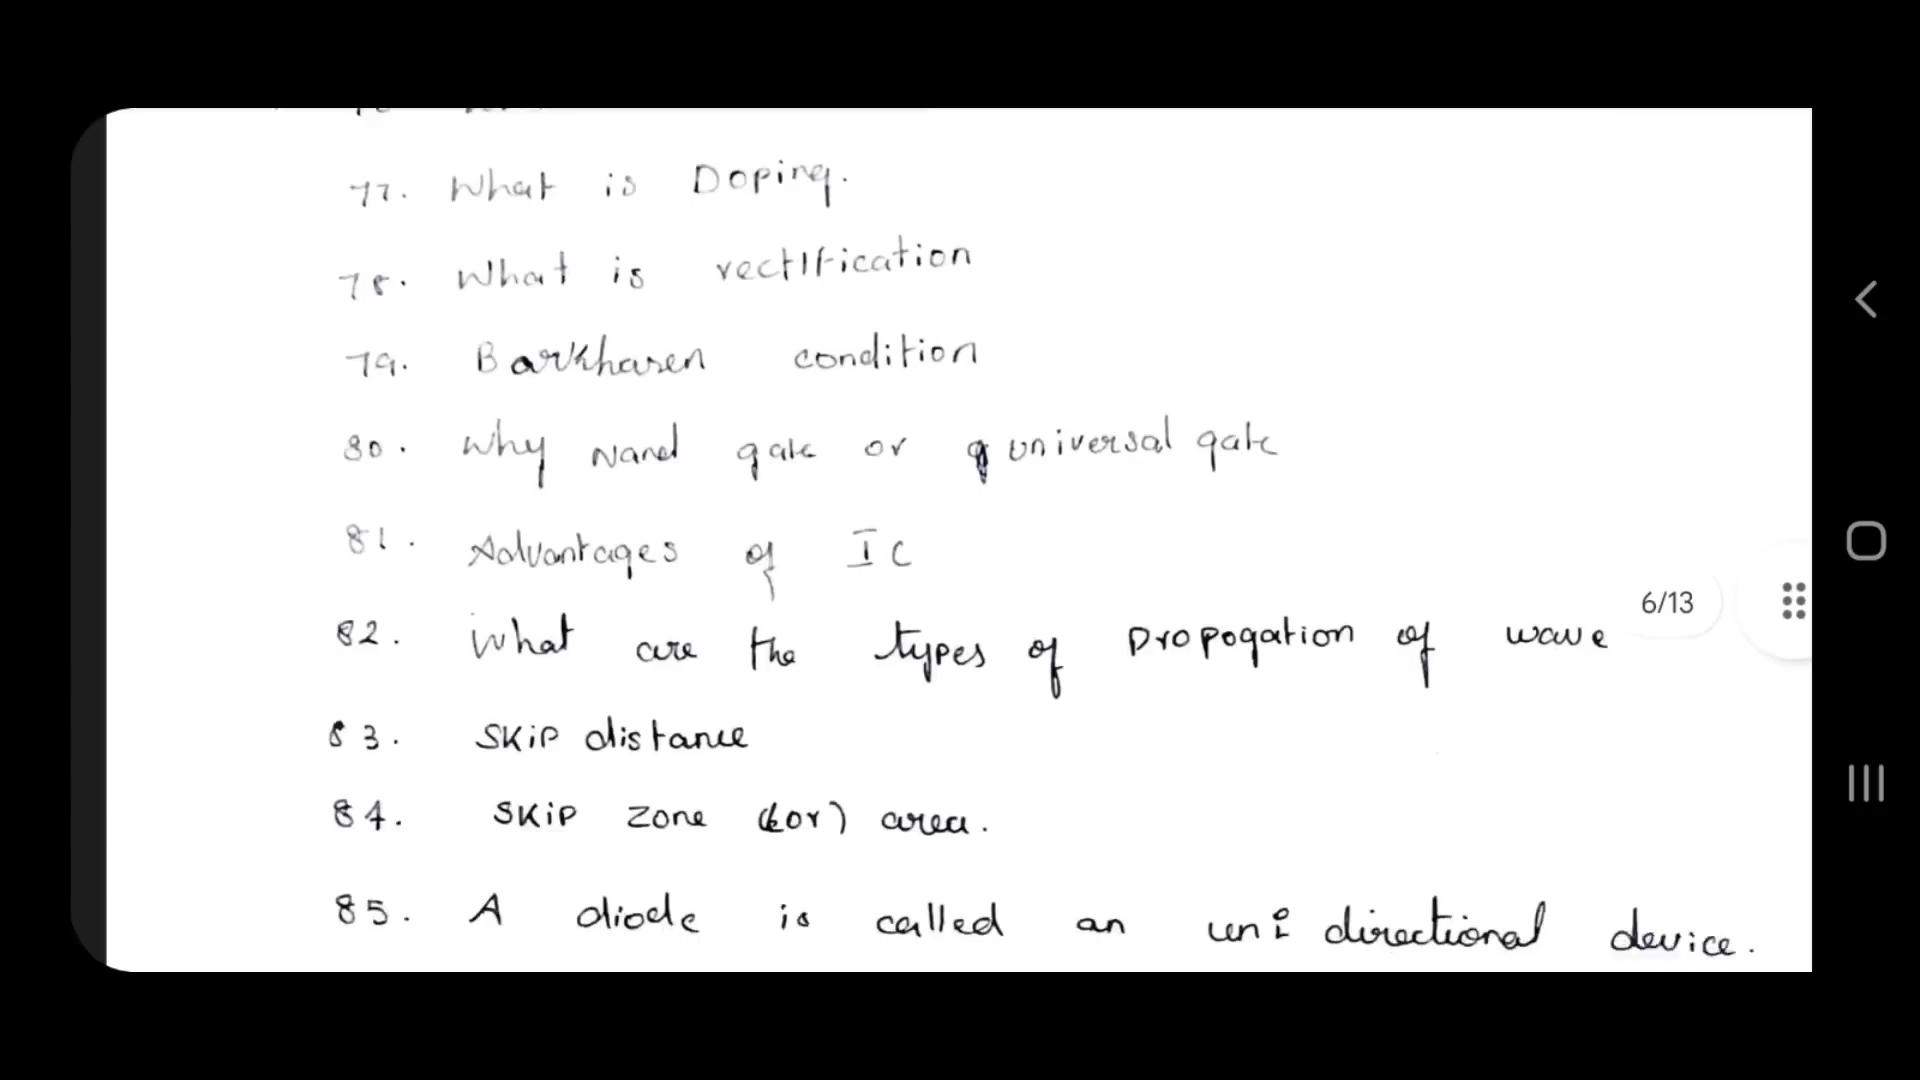 77. What is Doping.
78. What is rectification
79. Barkhasen condition
80. Why Nand gate or universal gate
81. Advantages of IC
82. What are the types of propogation of wave
6/13
83. SKIP distance
84. SKIP Zone (or) area.
85. A diode is called an uni directional device.